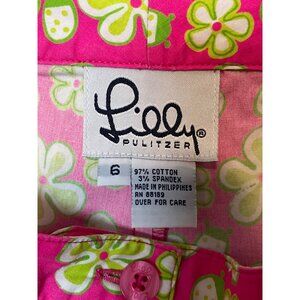 Lilly®
PULITZER
6
97% COTTON
3% SPANDEX
MADE IN PHILIPPINES
RN 88189
OVER FOR CARE